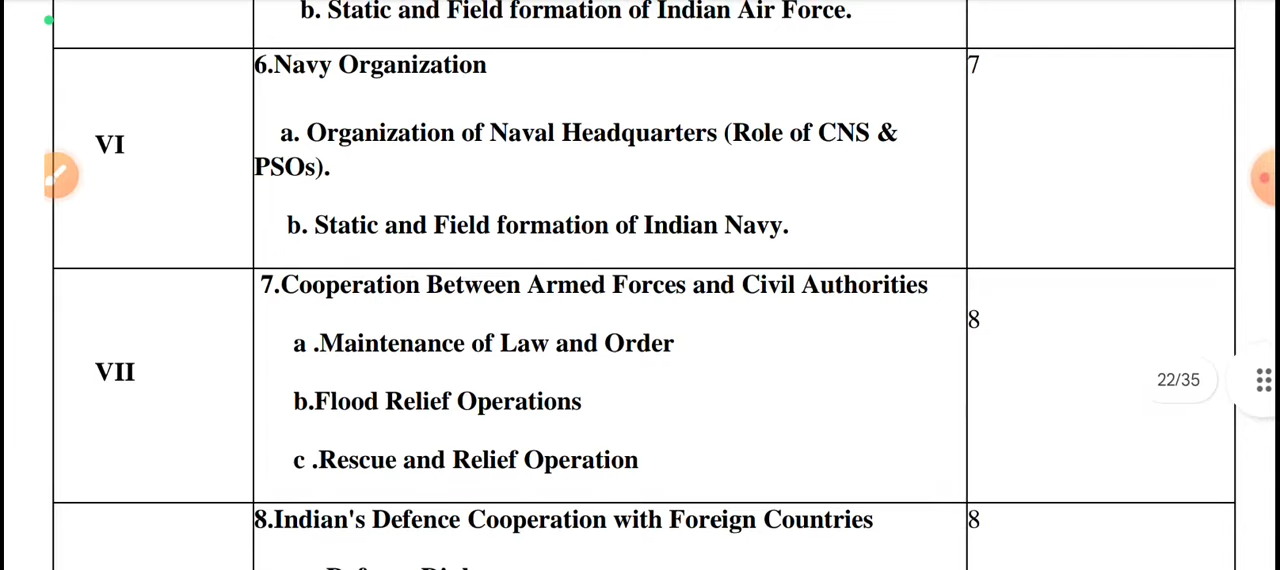 b. Static and Field formation of Indian Air Force.
6.Navy Organization
7
a. Organization of Naval Headquarters (Role of CNS &
PSOs).
VI
b. Static and Field formation of Indian Navy.
7.Cooperation Between Armed Forces and Civil Authorities
8
a .Maintenance of Law and Order
VII
22/35
b.Flood Relief Operations
c .Rescue and Relief Operation
8.Indian's Defence Cooperation with Foreign Countries
8